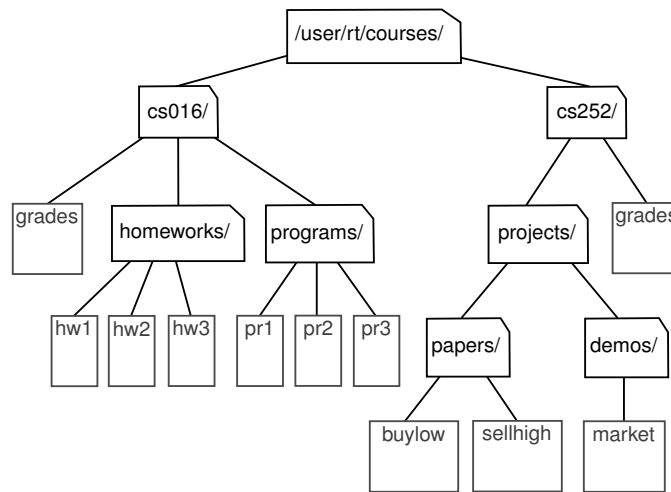 /user/rt/courses/
cs016/
cs252/
grades
homeworks/
programs/
projects/
grades
hw1
hw2
hw3
pr1
pr2
pr3
papers/
demos/
buylow
sellhigh
market